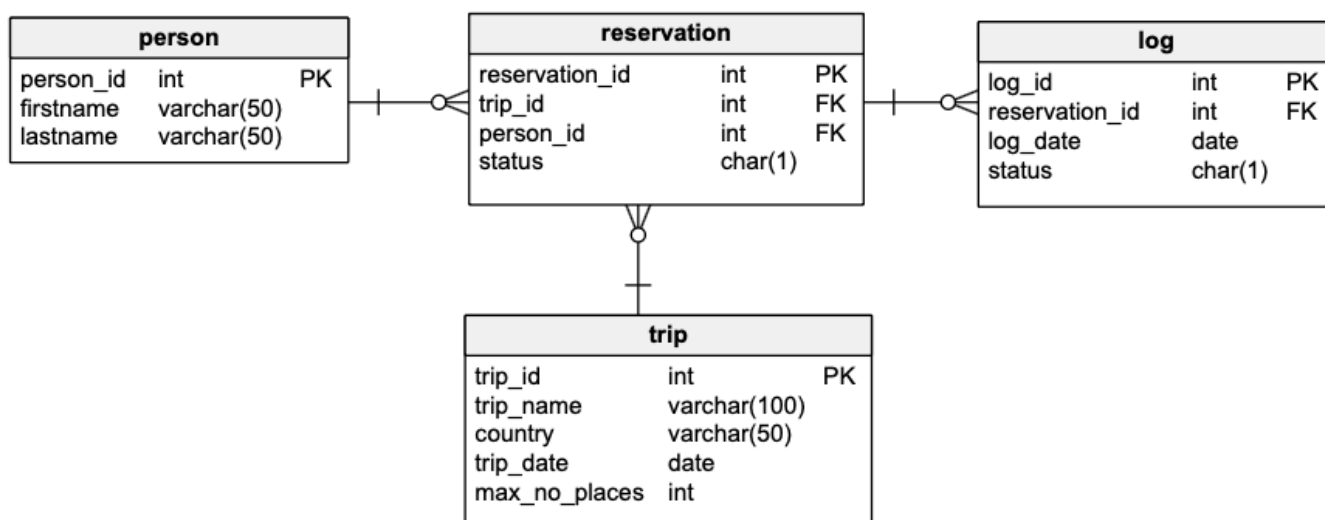 person
person_id int PK
firstname varchar(50)
lastname varchar(50)
reservation
reservation_id int PK
trip_id int FK
person_id int FK
status char(1)
log
log_id int PK
reservation_id int FK
log_date date
status char(1)
trip
trip_id int PK
trip_name varchar(100)
country varchar(50)
trip_date date
max_no_places int